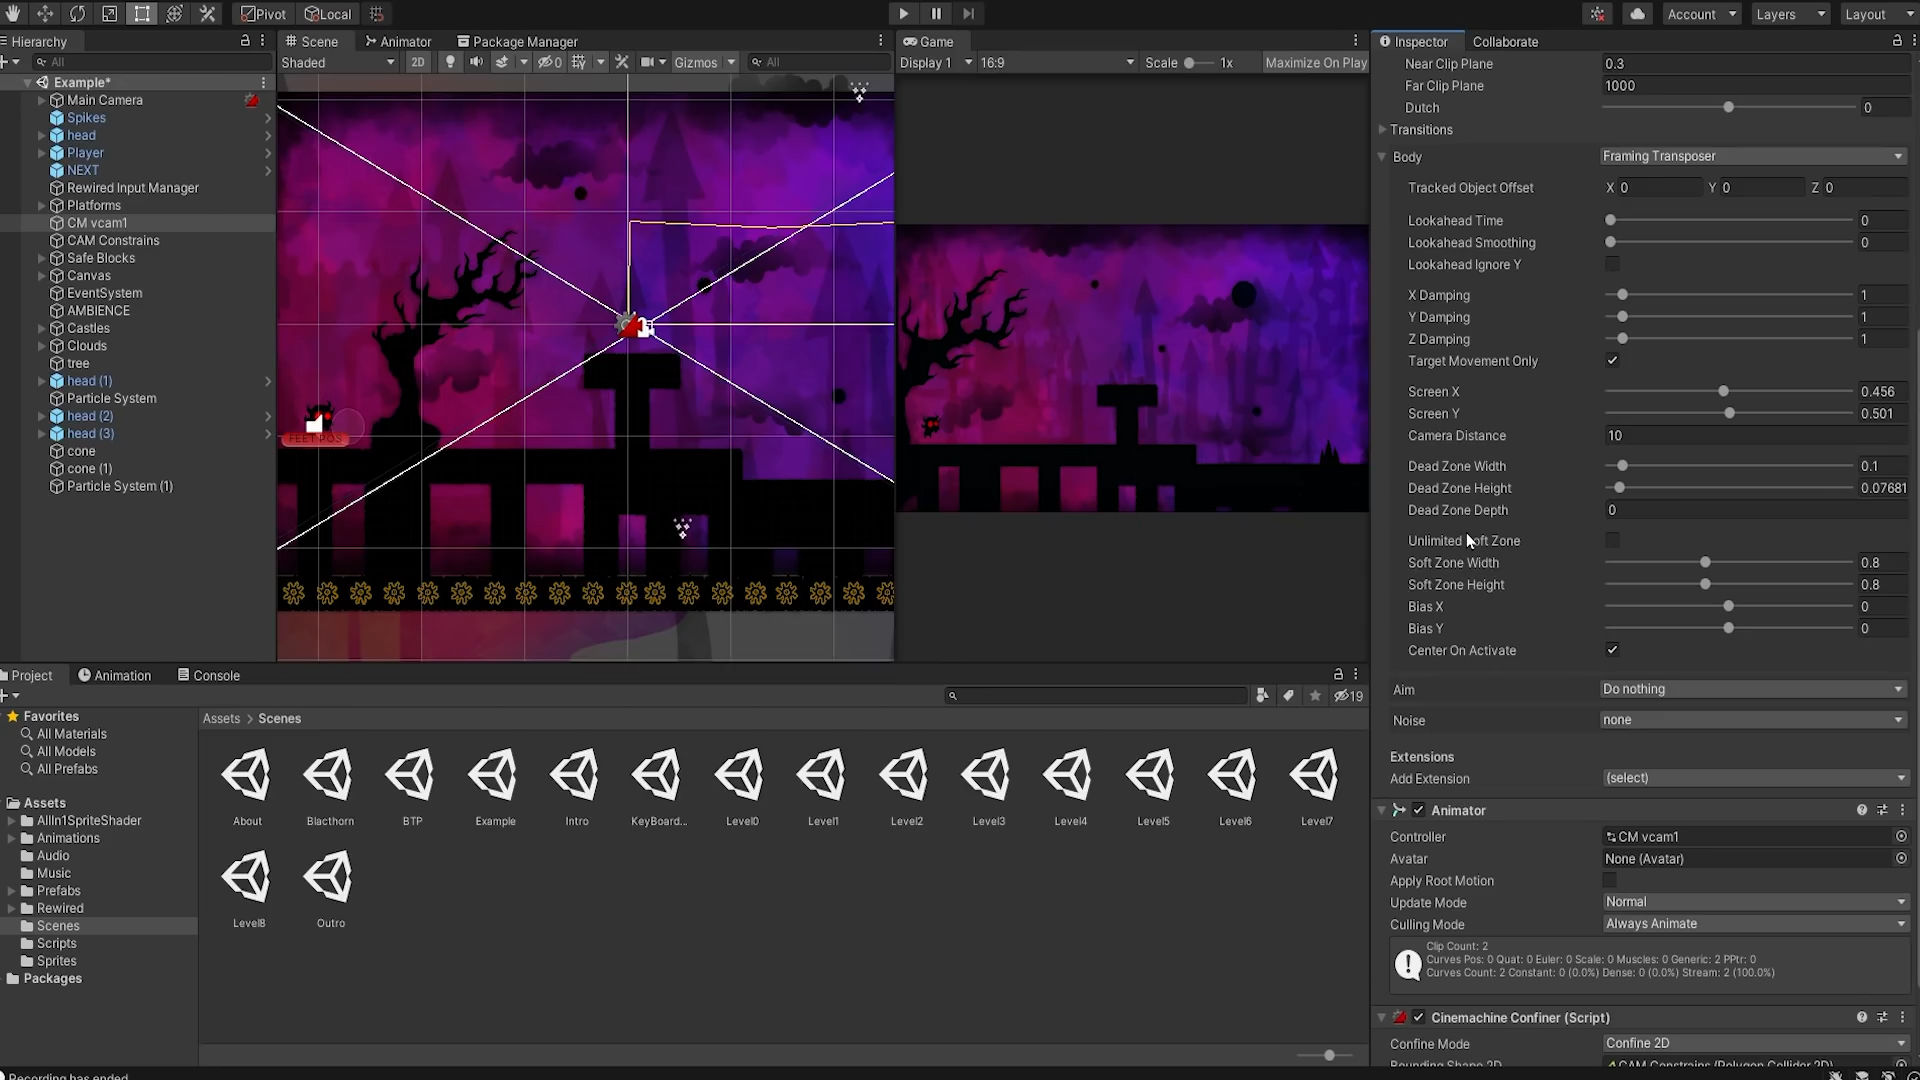 Pivot
Local
Account
Layers
Layout
Hierarchy
All
Example*
Main Camera
Spikes
head
Player
NEXT
Rewired Input Manager
Platforms
CM vcam1
CAM Constrains
Safe Blocks
Canvas
EventSystem
AMBIENCE
Castles
Clouds
tree
head (1)
Particle System
head (2)
head (3)
cone
cone (1)
Particle System (1)
Scene
Animator
Package Manager
Shaded
2D
0
Gizmos
All
FEET POS
Game
Display 1
16:9
Scale
1x
Maximize On Play
Inspector
Collaborate
Near Clip Plane 0.3
Far Clip Plane 1000
Dutch 0
Transitions
Body Framing Transposer
Tracked Object Offset X 0 Y 0 Z 0
Lookahead Time 0
Lookahead Smoothing 0
Lookahead Ignore Y
X Damping 1
Y Damping 1
Z Damping 1
Target Movement Only
Screen X 0.456
Screen Y 0.501
Camera Distance 10
Dead Zone Width 0.1
Dead Zone Height 0.07681
Dead Zone Depth 0
Unlimited Soft Zone
Soft Zone Width 0.8
Soft Zone Height 0.8
Bias X 0
Bias Y 0
Center On Activate
Aim Do nothing
Noise none
Extensions
Add Extension (select)
Animator
Controller CM vcam1
Avatar None (Avatar)
Apply Root Motion
Update Mode Normal
Culling Mode Always Animate
Clip Count: 2
Curves Pos: 0 Quat: 0 Euler: 0 Scale: 0 Muscles: 0 Generic: 2 PPtr: 0
Curves Count: 2 Constant: 0 (0.0%) Dense: 0 (0.0%) Stream: 2 (100.0%)
Cinemachine Confiner (Script)
Confine Mode Confine 2D
Bounding Shape 2D CAM Constrains (Polygon Collider 2D)
Project
Animation
Console
19
Favorites
All Materials
All Models
All Prefabs
Assets
AllIn1SpriteShader
Animations
Audio
Music
Prefabs
Rewired
Scenes
Scripts
Sprites
Packages
Assets > Scenes
About
Blacthorn
BTP
Example
Intro
KeyBoard...
Level0
Level1
Level2
Level3
Level4
Level5
Level6
Level7
Level8
Outro
Recording has ended